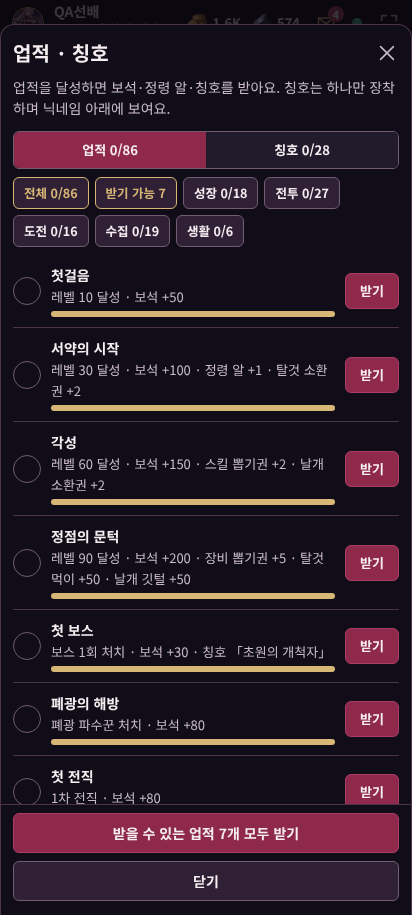 QA선배
1.6K
574
4
업적 · 칭호
업적을 달성하면 보석·정령 알·칭호를 받아요. 칭호는 하나만 장착
하며 닉네임 아래에 보여요.
업적 0/86
칭호 0/28
전체 0/86
받기 가능 7
성장 0/18
전투 0/27
도전 0/16
수집 0/19
생활 0/6
첫걸음
레벨 10 달성 · 보석 +50
받기
서약의 시작
레벨 30 달성 · 보석 +100 · 정령 알 +1 · 탈것 소환
권 +2
받기
각성
레벨 60 달성 · 보석 +150 · 스킬 뽑기권 +2 · 날개
소환권 +2
받기
정점의 문턱
레벨 90 달성 · 보석 +200 · 장비 뽑기권 +5 · 탈것
먹이 +50 · 날개 깃털 +50
받기
첫 보스
보스 1회 처치 · 보석 +30 · 칭호 「초원의 개척자」
받기
폐광의 해방
폐광 파수꾼 처치 · 보석 +80
받기
첫 전직
1차 전직 · 보석 +80
받기
받을 수 있는 업적 7개 모두 받기
닫기